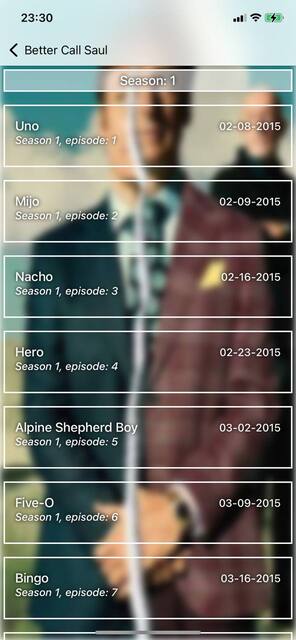 23:30
Better Call Saul
Season: 1
Uno 02-08-2015
Season 1, episode: 1
Mijo 02-09-2015
Season 1, episode: 2
Nacho 02-16-2015
Season 1, episode: 3
Hero 02-23-2015
Season 1, episode: 4
Alpine Shepherd Boy 03-02-2015
Season 1, episode: 5
Five-O 03-09-2015
Season 1, episode: 6
Bingo 03-16-2015
Season 1, episode: 7